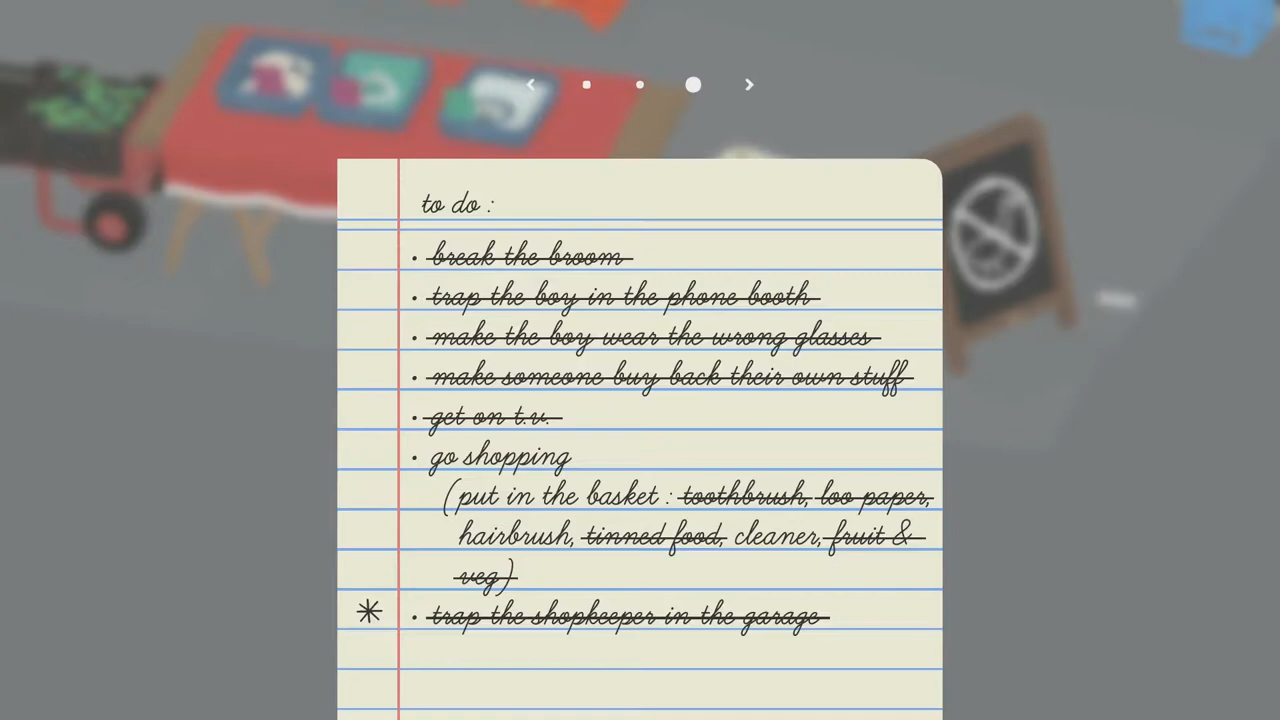 to do :
• break the broom
• trap the boy in the phone booth
• make the boy wear the wrong glasses
• make someone buy back their own stuff
• get on t.v.
• go shopping
(put in the basket : toothbrush, loo paper,
hairbrush, tinned food, cleaner, fruit &
veg)
* • trap the shopkeeper in the garage